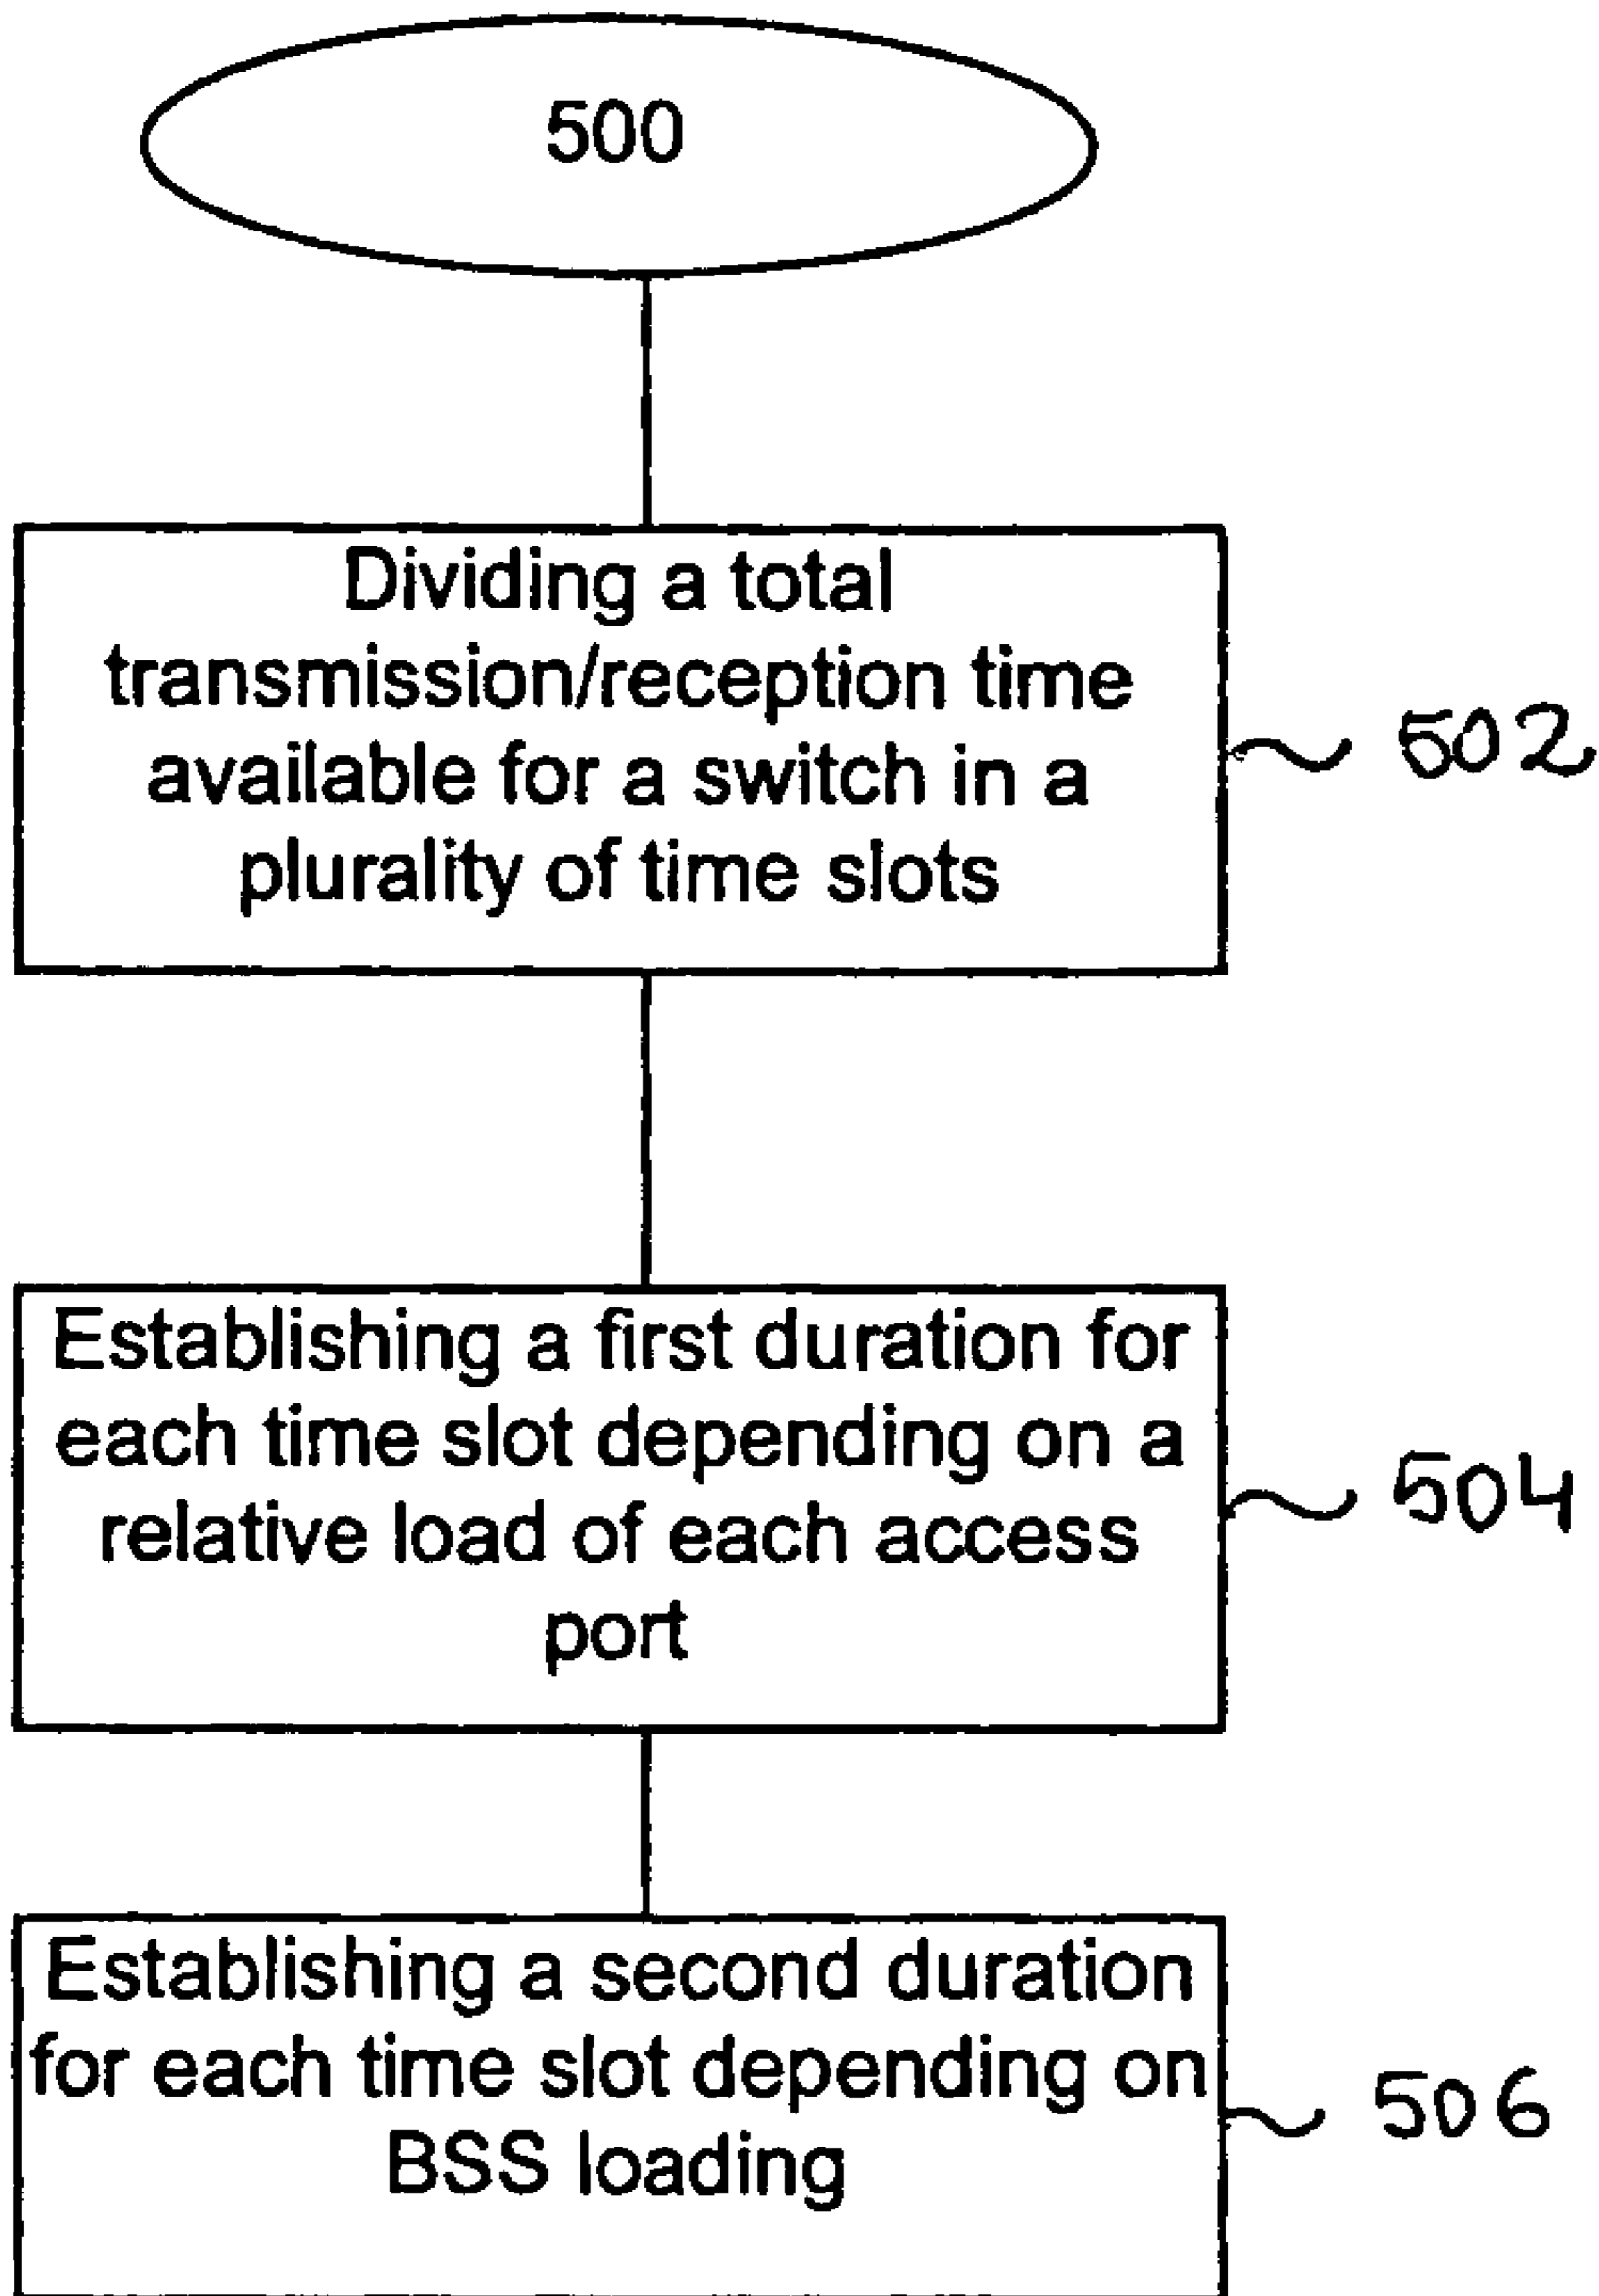 500
Dividing a total
transmission/reception time
available for a switch in a
plurality of time slots
502
Establishing a first duration for
each time slot depending on a
relative load of each access
port
504
Establishing a second duration
for each time slot depending on
BSS loading
506